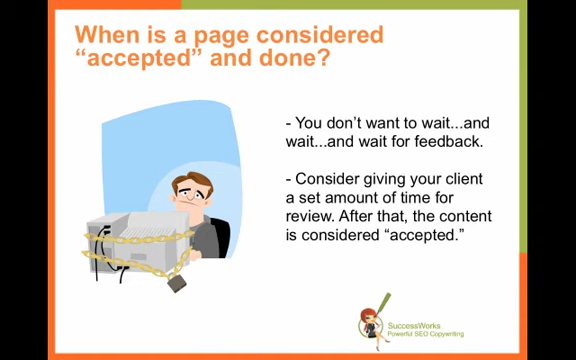 When is a page considered
“accepted” and done?
- You don’t want to wait...and
wait...and wait for feedback.
- Consider giving your client
a set amount of time for
review. After that, the content
is considered “accepted.”
SuccessWorks
Powerful SEO Copywriting